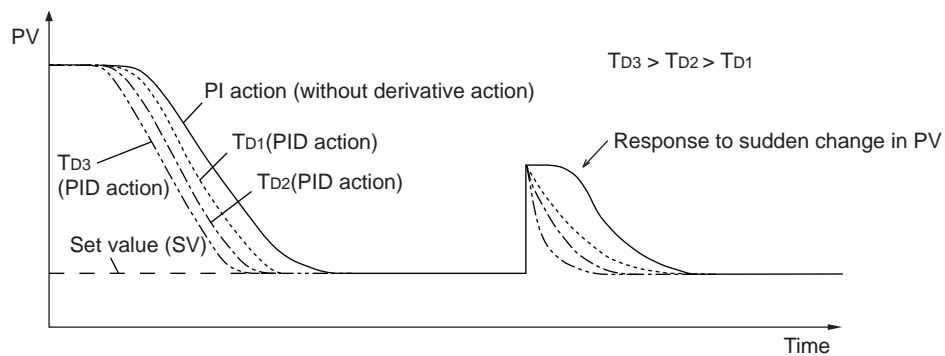 PV
TD3 > TD2 > TD1
PI action (without derivative action)
Response to sudden change in PV
TD1(PID action)
TD3
(PID action)
TD2(PID action)
Set value (SV)
Time